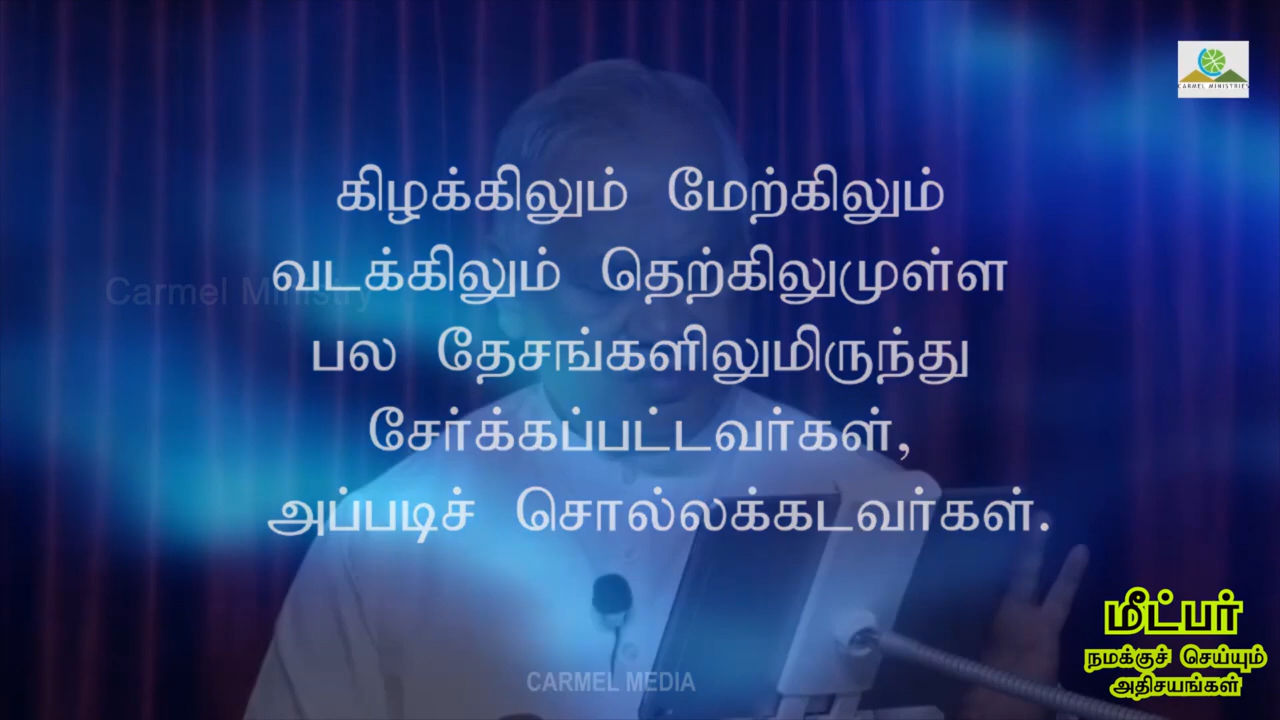 CARMEL MINISTRIES
கிழக்கிலும் மேற்கிலும்
வடக்கிலும் தெற்கிலுமுள்ள
Carmel Ministry
பல தேசங்களிலுமிருந்து
சேர்க்கப்பட்டவர்கள்,
அப்படிச் சொல்லக்கடவர்கள்.
மீட்பர்
நமக்குச் செய்யும்
அதிசயங்கள்
CARMEL MEDIA